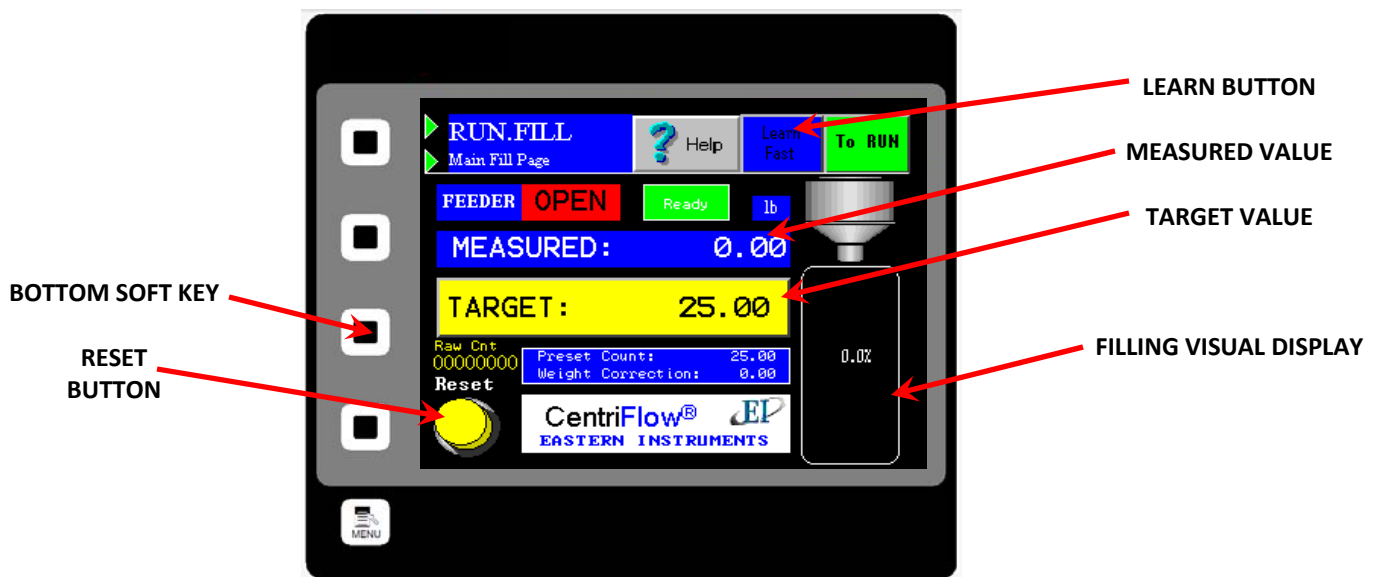 LEARN BUTTON
MEASURED VALUE
TARGET VALUE
BOTTOM SOFT KEY
RESET
BUTTON
FILLING VISUAL DISPLAY
RUN.FILL
Main Fill Page
? Help
Learn
Fast
To RUN
FEEDER OPEN
Ready
lb
MEASURED: 0.00
TARGET: 25.00
Raw Cnt
00000000
Reset
Preset Count: 25.00
Weight Correction: 0.00
0.0%
CentriFlow® EI
EASTERN INSTRUMENTS
MENU